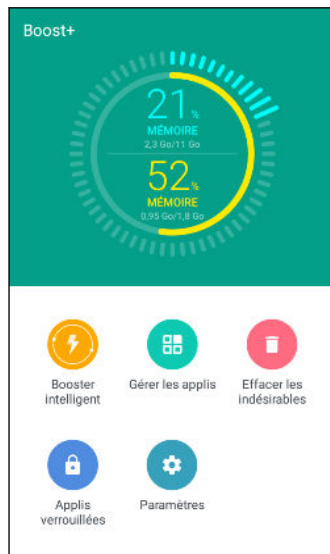 Boost+
21%
MÉMOIRE
2,3 Go/11 Go
52%
MÉMOIRE
0,95 Go/1,8 Go
Booster
intelligent
Gérer les applis
Effacer les
indésirables
Applis
verrouillées
Paramètres